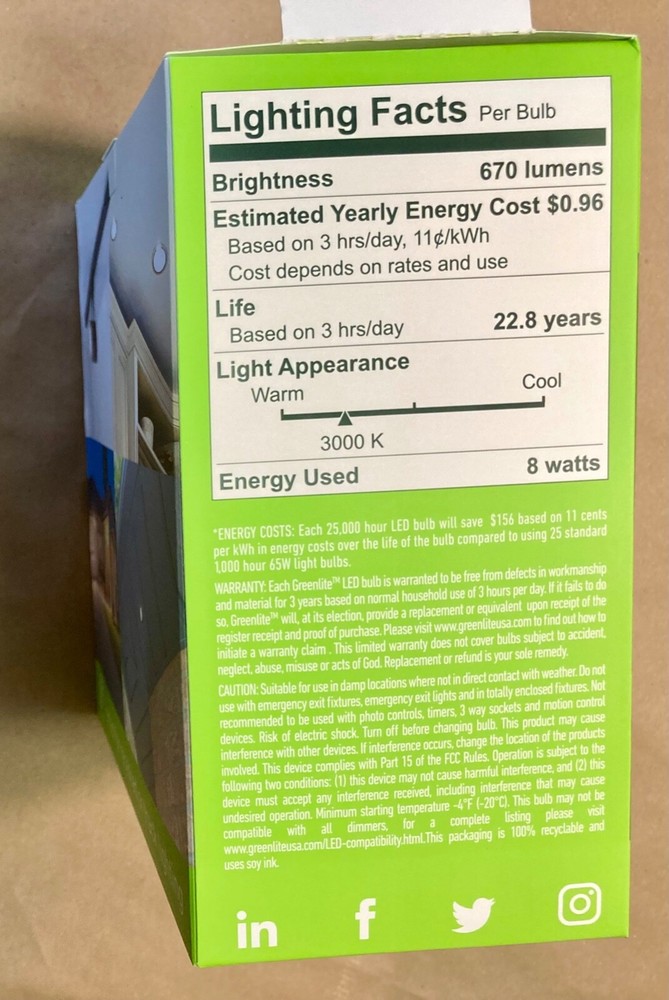 Lighting Facts Per Bulb
Brightness 670 lumens
Estimated Yearly Energy Cost $0.96
Based on 3 hrs/day, 11¢/kWh
Cost depends on rates and use
Life
Based on 3 hrs/day 22.8 years
Light Appearance
Warm Cool
3000 K
Energy Used 8 watts
*ENERGY COSTS: Each 25,000 hour LED bulb will save $156 based on 11 cents
per kWh in energy costs over the life of the bulb compared to using 25 standard
1,000 hour 65W light bulbs.
WARRANTY: Each Greenlite™ LED bulb is warranted to be free from defects in workmanship
and material for 3 years based on normal household use of 3 hours per day. If it fails to do
so, Greenlite™ will, at its election, provide a replacement or equivalent upon receipt of the
register receipt and proof of purchase. Please visit www.greenliteusa.com to find out how to
initiate a warranty claim . This limited warranty does not cover bulbs subject to accident,
neglect, abuse, misuse or acts of God. Replacement or refund is your sole remedy.
CAUTION: Suitable for use in damp locations where not in direct contact with weather. Do not
use with emergency exit fixtures, emergency exit lights and in totally enclosed fixtures. Not
recommended to be used with photo controls, timers, 3 way sockets and motion control
devices. Risk of electric shock. Turn off before changing bulb. This product may cause
interference with other devices. If interference occurs, change the location of the products
involved. This device complies with Part 15 of the FCC Rules. Operation is subject to the
following two conditions: (1) this device may not cause harmful interference, and (2) this
device must accept any interference received, including interference that may cause
undesired operation. Minimum starting temperature -4°F (-20°C). This bulb may not be
compatible with all dimmers, for a complete listing please visit
www.greenliteusa.com/LED-compatibility.html.This packaging is 100% recyclable and
uses soy ink.
in f